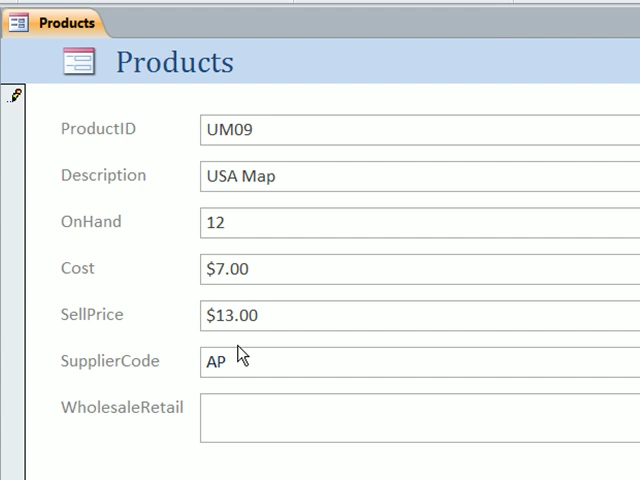 Products
Products
ProductID UM09
Description USA Map
OnHand 12
Cost $7.00
SellPrice $13.00
SupplierCode AP
WholesaleRetail